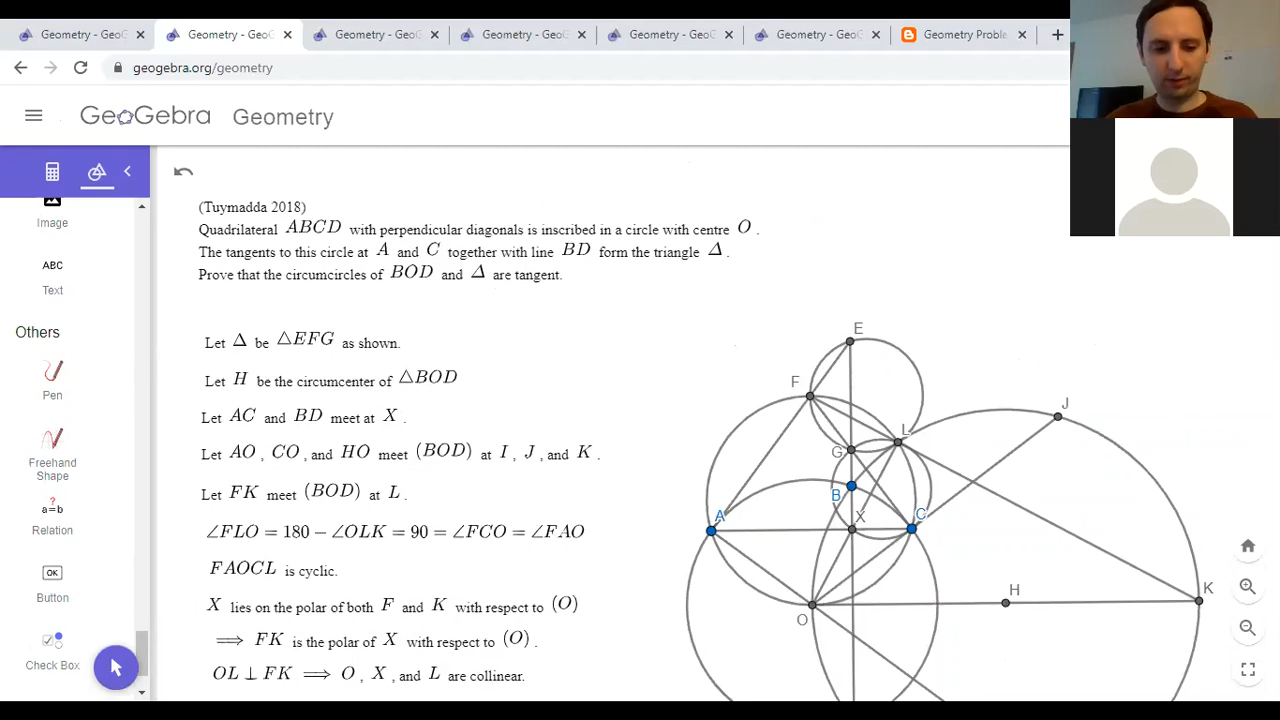 Geometry - GeoG
Geometry - GeoG
Geometry - GeoG
Geometry - GeoG
Geometry - GeoG
Geometry - GeoG
Geometry Proble
geogebra.org/geometry
GeoGebra Geometry
(Tuymadda 2018)
Quadrilateral ABCD with perpendicular diagonals is inscribed in a circle with centre O .
The tangents to this circle at A and C together with line BD form the triangle Δ .
Prove that the circumcircles of BOD and Δ are tangent.
Let Δ be △EFG as shown.
Let H be the circumcenter of △BOD
Let AC and BD meet at X .
Let AO , CO, and HO meet (BOD) at I , J, and K .
Let FK meet (BOD) at L .
∠FLO = 180 − ∠OLK = 90 = ∠FCO = ∠FAO
FAOCL is cyclic.
X lies on the polar of both F and K with respect to (O)
⟹ FK is the polar of X with respect to (O) .
OL ⊥ FK ⟹ O , X , and L are collinear.
Image
ABC
Text
Others
Pen
Freehand
Shape
a=b
?
Relation
OK
Button
Check Box
E
F
J
L
G
B
A
X
C
O
H
K